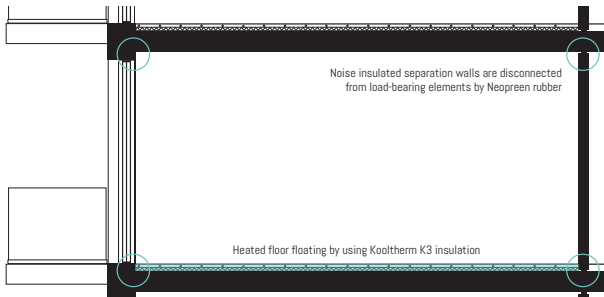 Noise insulated separation walls are disconnected
from load-bearing elements by Neopreen rubber
Heated floor floating by using Kooltherm K3 insulation